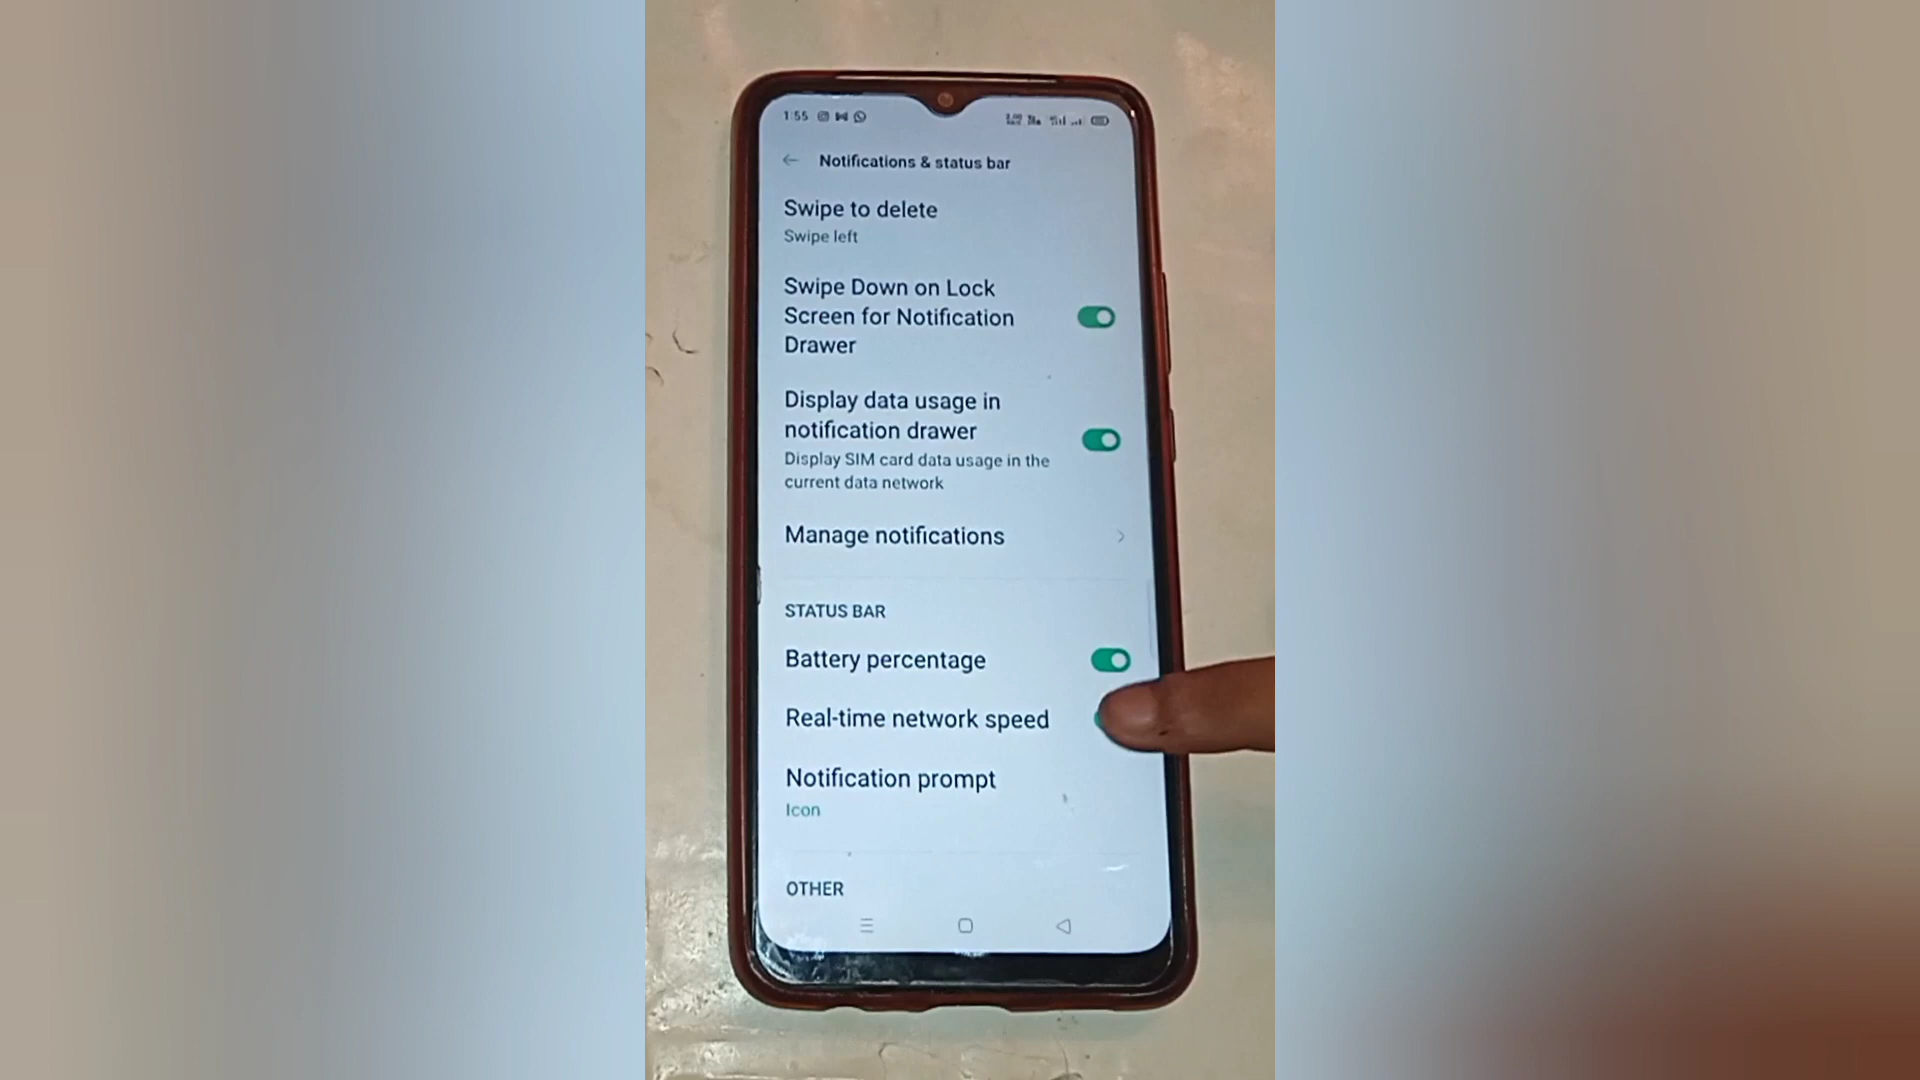 1:55
Notifications & status bar
Swipe to delete
Swipe left
Swipe Down on Lock
Screen for Notification
Drawer
Display data usage in
notification drawer
Display SIM card data usage in the
current data network
Manage notifications
STATUS BAR
Battery percentage
Real-time network speed
Notification prompt
Icon
OTHER